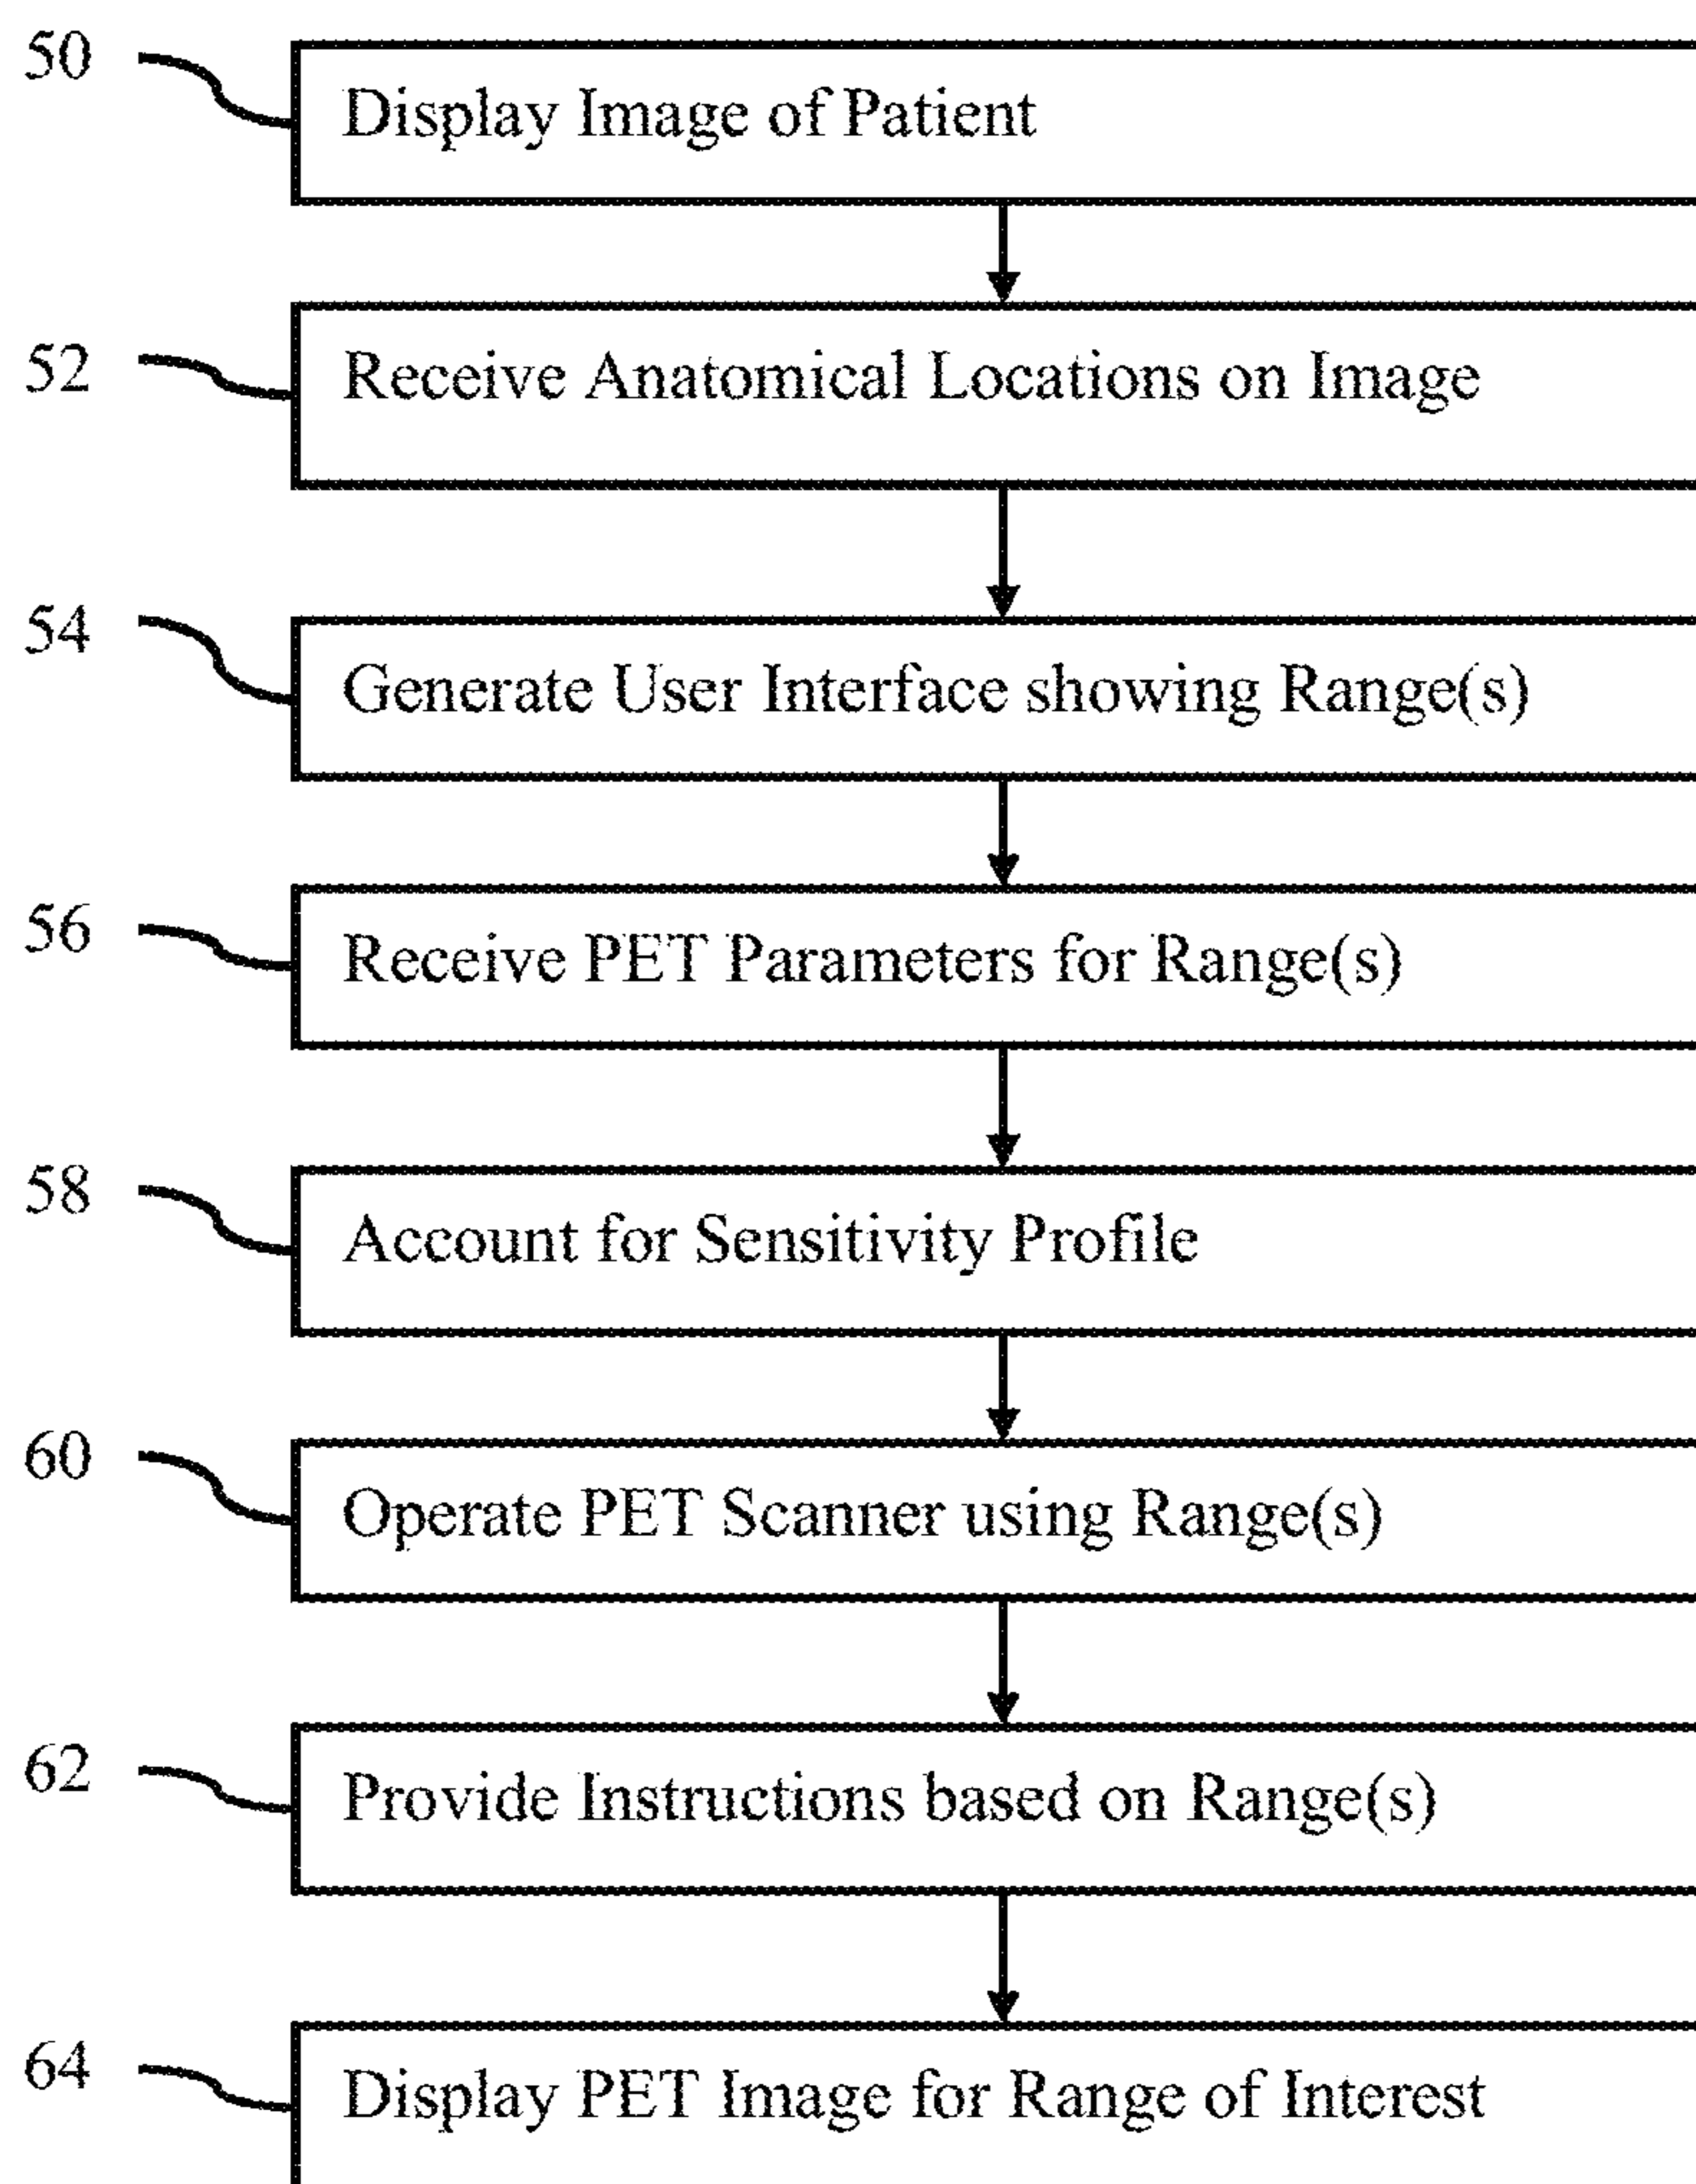 50 Display Image of Patient
52 Receive Anatomical Locations on Image
54 Generate User Interface showing Range(s)
56 Receive PET Parameters for Range(s)
58 Account for Sensitivity Profile
60 Operate PET Scanner using Range(s)
62 Provide Instructions based on Range(s)
64 Display PET Image for Range of Interest